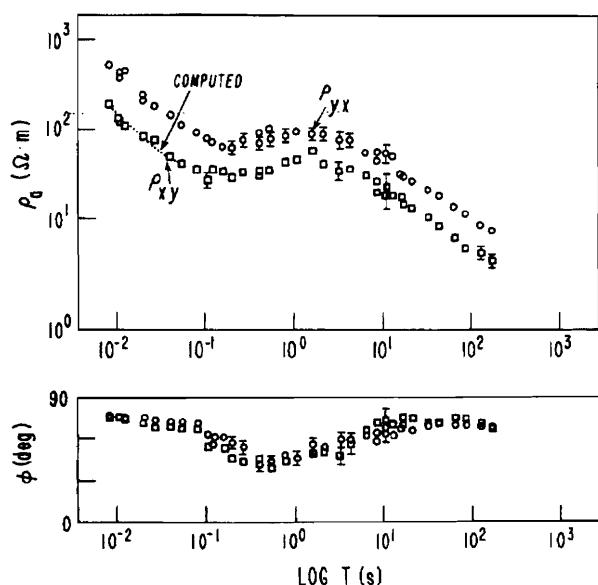 10³
10²
10¹
10⁰
ρa (Ω·m)
COMPUTED
ρyx
ρxy
10⁻² 10⁻¹ 10⁰ 10¹ 10² 10³
90
0
φ (deg)
10⁻² 10⁻¹ 10⁰ 10¹ 10² 10³
LOG T (s)